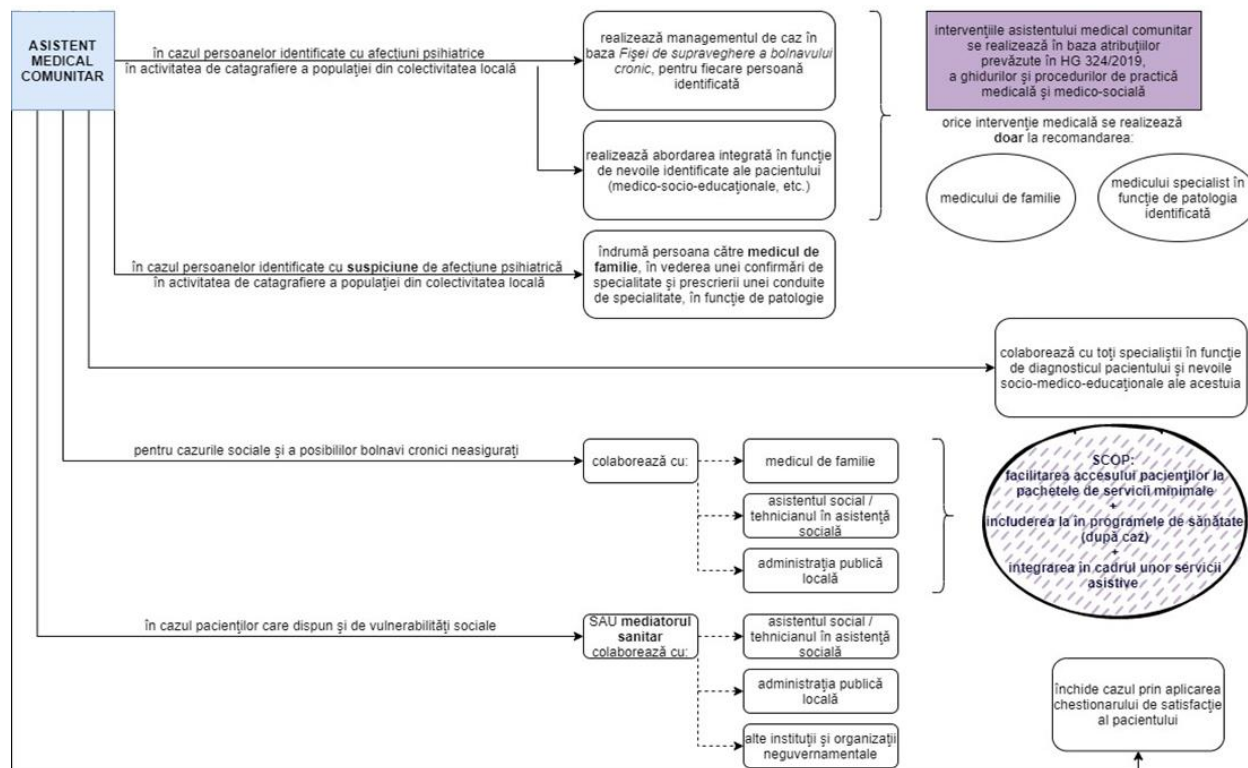 ASISTENT
MEDICAL
COMUNITAR
în cazul persoanelor identificate cu afecțiuni psihiatrice
în activitatea de catagrafiere a populației din colectivitatea locală
realizează managementul de caz în
baza Fișei de supraveghere a bolnavului
cronic, pentru fiecare persoană
identificată
realizează abordarea integrată în funcție
de nevoile identificate ale pacientului
(medico-socio-educaționale, etc.)
intervențiile asistentului medical comunitar
se realizează în baza atribuțiilor
prevăzute în HG 324/2019,
a ghidurilor și procedurilor de practică
medicală și medico-socială
orice intervenție medicală se realizează
doar la recomandarea:
medicului de familie
medicului specialist în
funcție de patologia
identificată
în cazul persoanelor identificate cu suspiciune de afecțiune psihiatrică
în activitatea de catagrafiere a populației din colectivitatea locală
îndrumă persoana către medicul de
familie, în vederea unei confirmări de
specialitate și prescrierii unei conduite
de specialitate, în funcție de patologie
colaborează cu toți specialiștii în funcție
de diagnosticul pacientului și nevoile
socio-medico-educaționale ale acestuia
pentru cazurile sociale și a posibililor bolnavi cronici neasigurați
colaborează cu:
medicul de familie
asistentul social /
tehnicianul în asistență
socială
administrația publică
locală
SCOP:
facilitarea accesului pacienților la
pachetele de servicii minimale
+
includerea la în programele de sănătate
(după caz)
+
integrarea în cadrul unor servicii
asistive
în cazul pacienților care dispun și de vulnerabilități sociale
SAU mediatorul
sanitar
colaborează cu:
asistentul social /
tehnicianul în asistență
socială
administrația publică
locală
alte instituții și organizații
neguvernamentale
închide cazul prin aplicarea
chestionarului de satisfacție
al pacientului